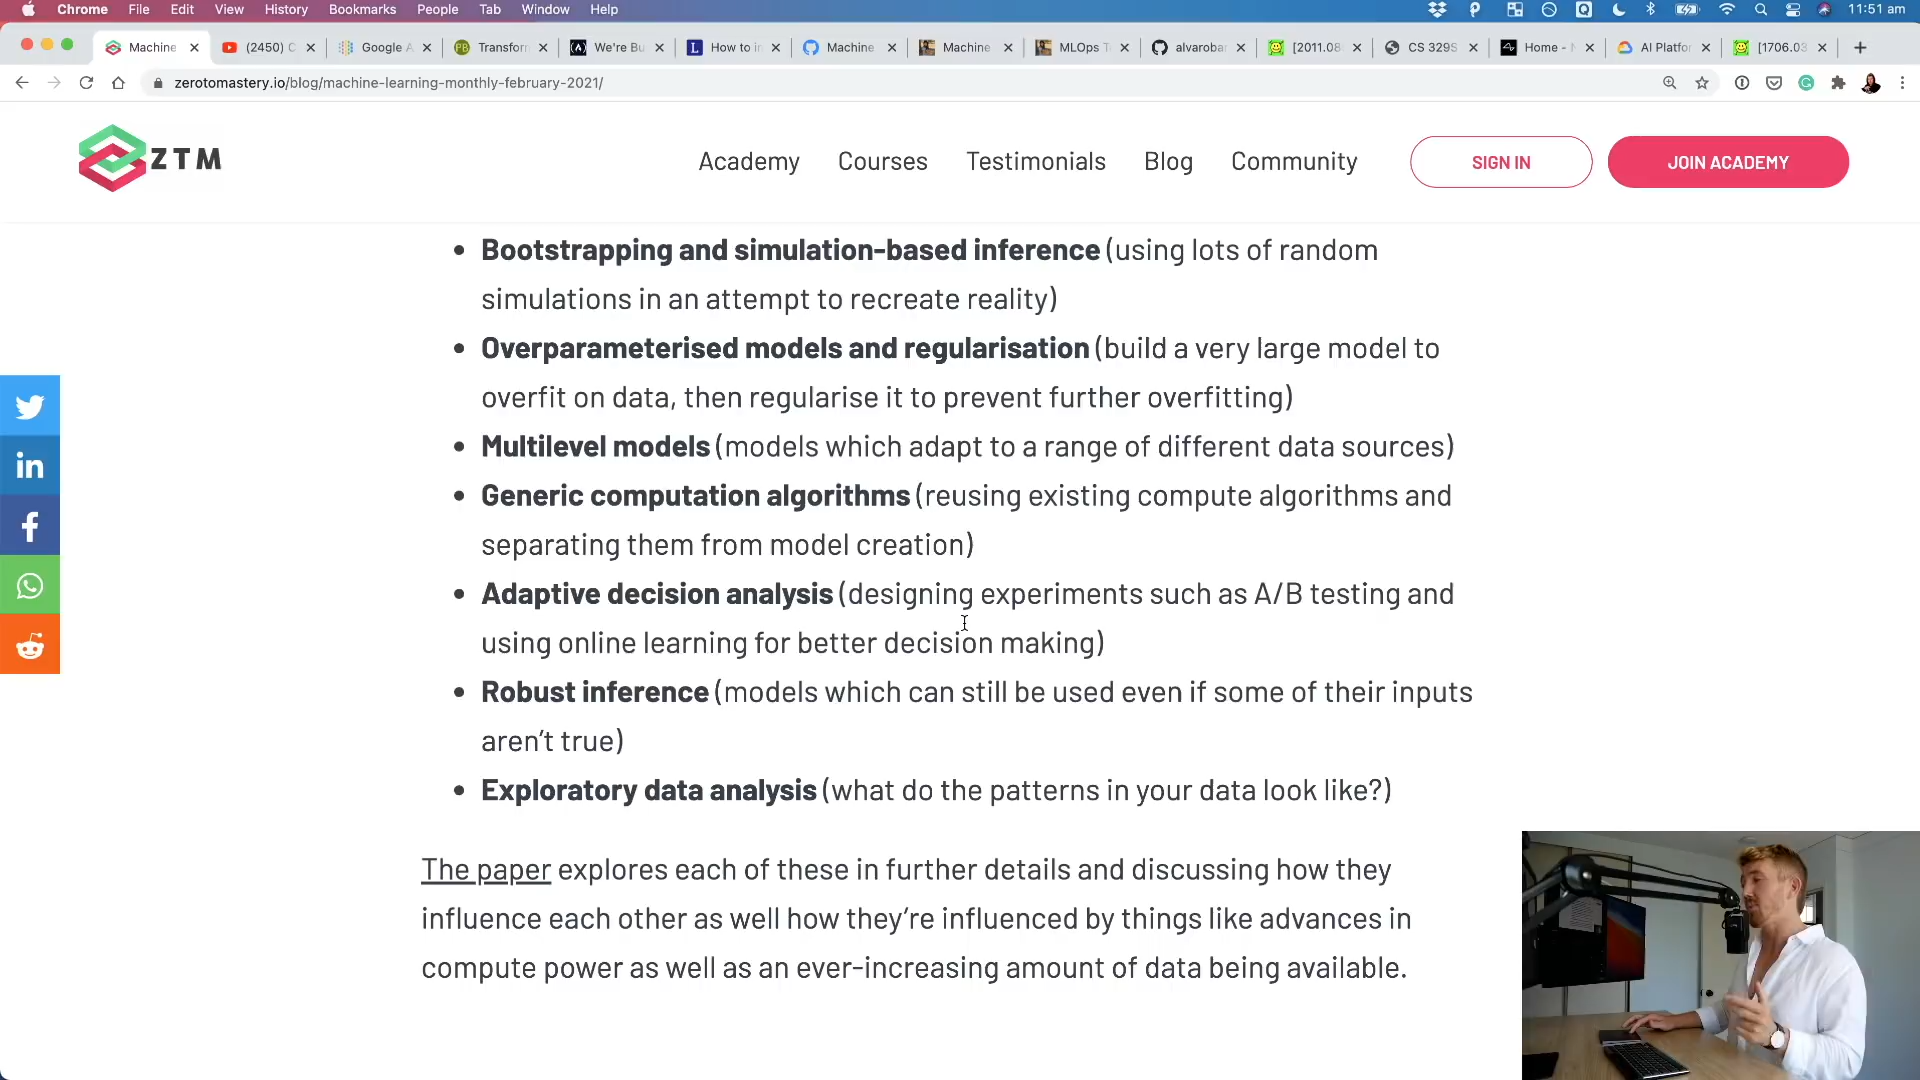 Chrome File Edit View History Bookmarks People Tab Window Help 11:51 am
Machine (2450) C Google A Transfor We're Bu How to in Machine Machine MLOps T alvarobar [2011.08 CS 329S Home - AI Platfor [1706.03
zerotomastery.io/blog/machine-learning-monthly-february-2021/
ZTM Academy Courses Testimonials Blog Community SIGN IN JOIN ACADEMY
• Bootstrapping and simulation-based inference (using lots of random
simulations in an attempt to recreate reality)
• Overparameterised models and regularisation (build a very large model to
overfit on data, then regularise it to prevent further overfitting)
• Multilevel models (models which adapt to a range of different data sources)
• Generic computation algorithms (reusing existing compute algorithms and
separating them from model creation)
• Adaptive decision analysis (designing experiments such as A/B testing and
using online learning for better decision making)
• Robust inference (models which can still be used even if some of their inputs
aren't true)
• Exploratory data analysis (what do the patterns in your data look like?)
The paper explores each of these in further details and discussing how they
influence each other as well how they're influenced by things like advances in
compute power as well as an ever-increasing amount of data being available.